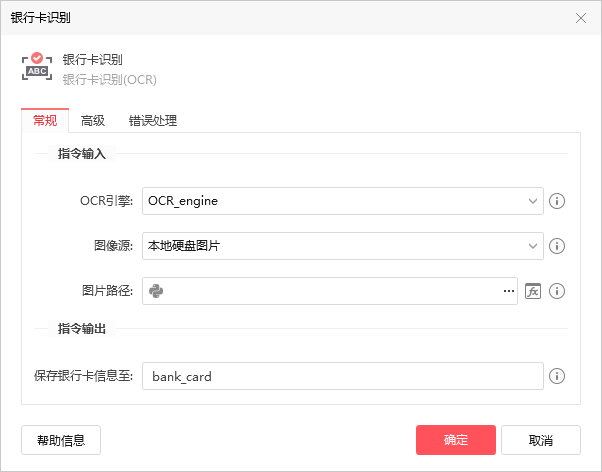 银行卡识别
ABC
银行卡识别
银行卡识别(OCR)
常规 高级 错误处理
指令输入
OCR引擎: OCR_engine
图像源: 本地硬盘图片
图片路径: ... fx
指令输出
保存银行卡信息至: bank_card
帮助信息 确定 取消